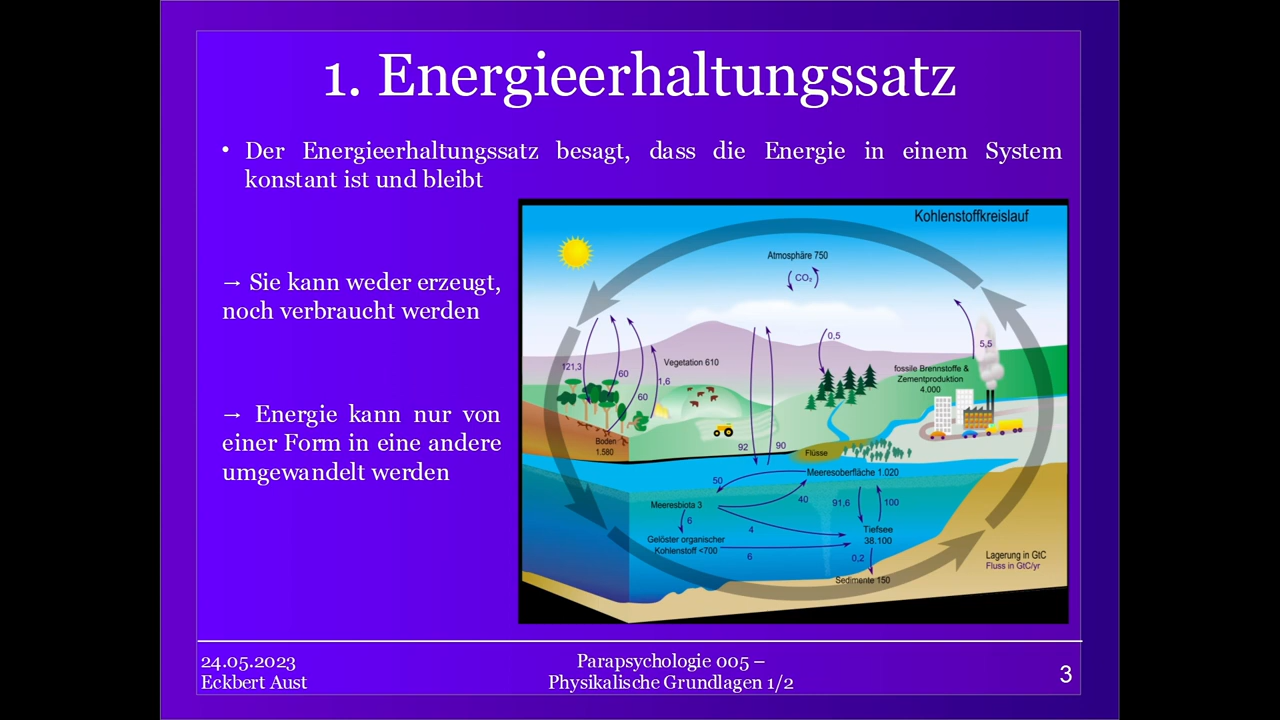 1. Energieerhaltungssatz
• Der Energieerhaltungssatz besagt, dass die Energie in einem System
konstant ist und bleibt
→ Sie kann weder erzeugt,
noch verbraucht werden
→ Energie kann nur von
einer Form in eine andere
umgewandelt werden
Kohlenstoffkreislauf
Atmosphäre 750
CO₂
0,5
5,5
Vegetation 610
121,3
60
1,6
60
fossile Brennstoffe &
Zementproduktion
4.000
Boden
1.580
92
90
Flüsse
Meeresoberfläche 1.020
50
40
91,6
100
Meeresbiota 3
6
4
Tiefsee
38.100
Gelöster organischer
Kohlenstoff <700
6
0,2
Lagerung in GtC
Fluss in GtC/yr
Sedimente 150
24.05.2023
Eckbert Aust
Parapsychologie 005 –
Physikalische Grundlagen 1/2
3